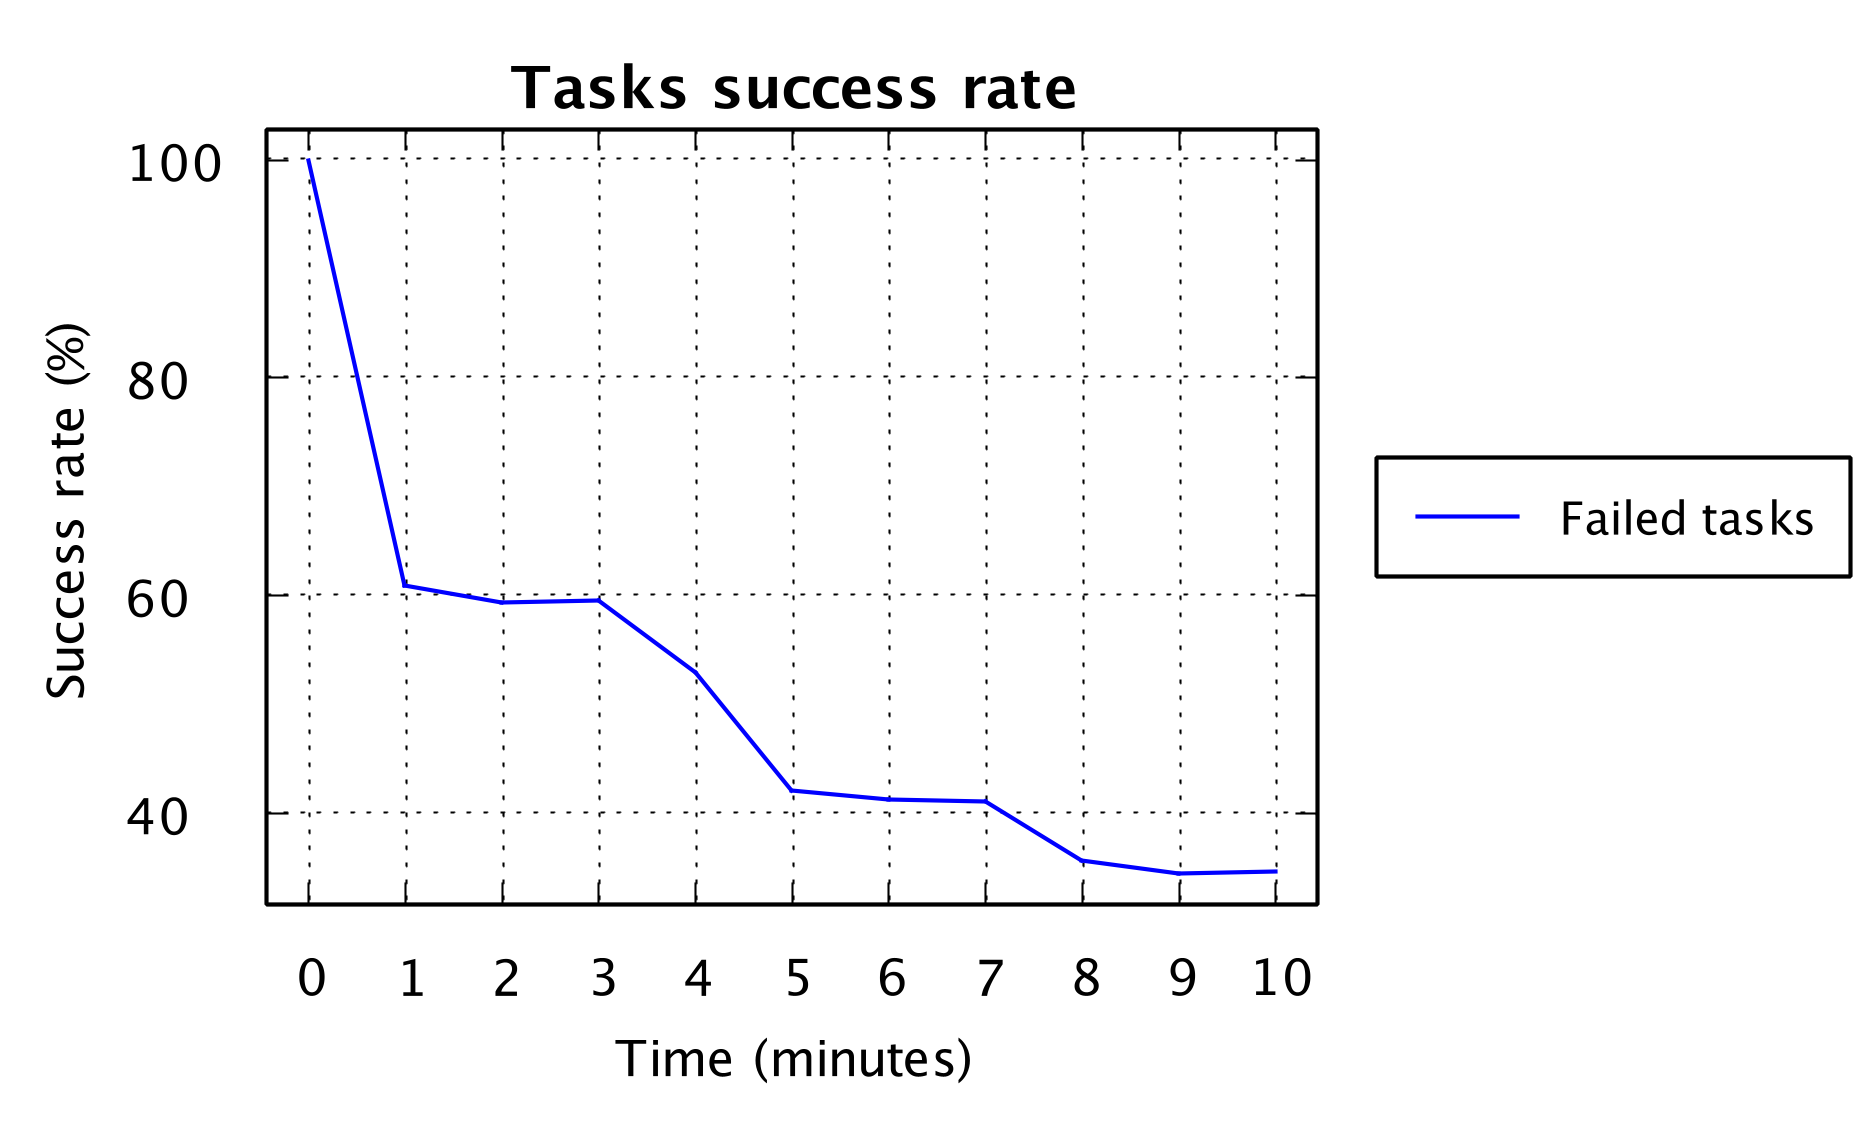 Tasks success rate
100
80
60
40
Success rate (%)
0 1 2 3 4 5 6 7 8 9 10
Time (minutes)
Failed tasks